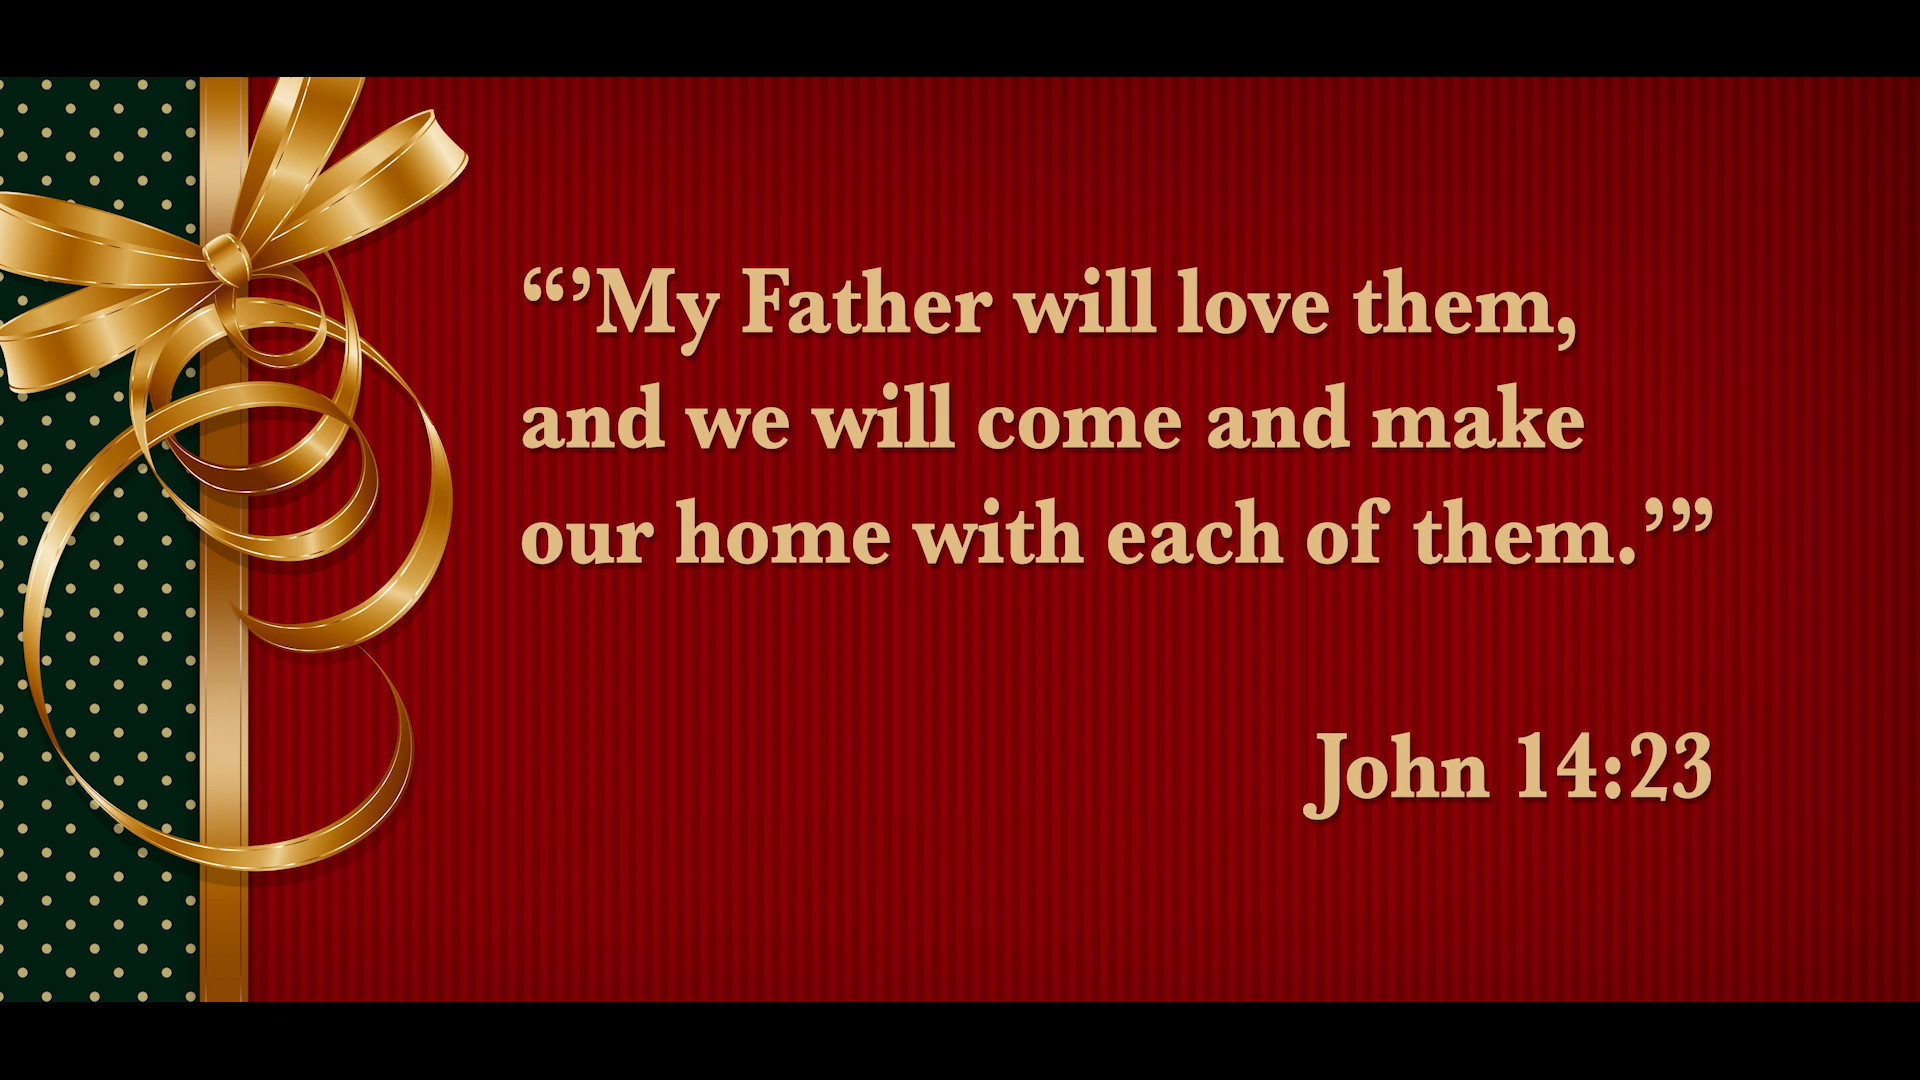 “’My Father will love them,
and we will come and make
our home with each of them.’”
John 14:23